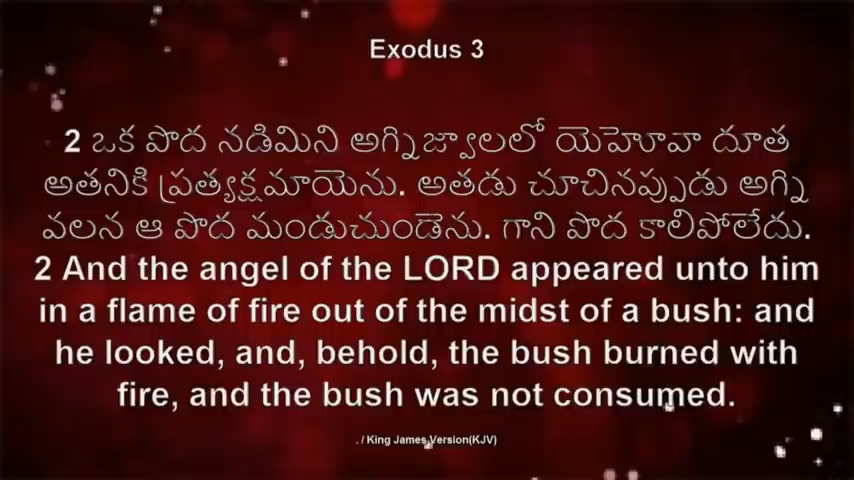 Exodus 3
2 ఒక పొద నడిమిని అగ్నిజ్వాలలో యెహోవా దూత
అతనికి ప్రత్యక్షమాయెను. అతడు చూచినప్పుడు అగ్ని
వలన ఆ పొద మండుచుండెను. గాని పొద కాలిపోలేదు.
2 And the angel of the LORD appeared unto him
in a flame of fire out of the midst of a bush: and
he looked, and, behold, the bush burned with
fire, and the bush was not consumed.
. / King James Version(KJV)